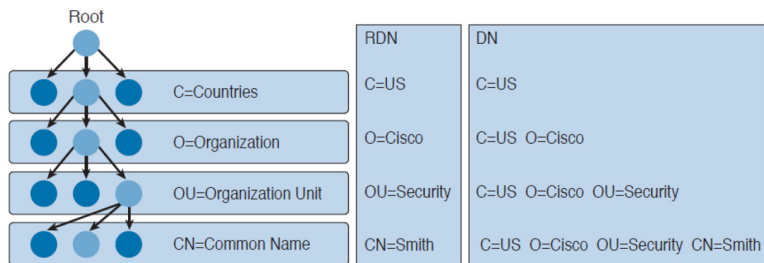 Root
RDN
DN
C=Countries
C=US
C=US
O=Organization
O=Cisco
C=US O=Cisco
OU=Organization Unit
OU=Security
C=US O=Cisco OU=Security
CN=Common Name
CN=Smith
C=US O=Cisco OU=Security CN=Smith